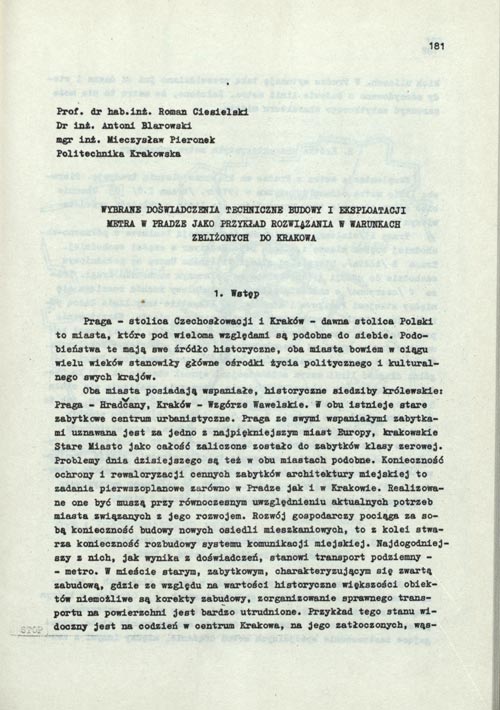 181
Prof. dr hab.inż. Roman Ciesielski
Dr inż. Antoni Blarowski
mgr inż. Mieczysław Pieronek
Politechnika Krakowska
WYBRANE DOŚWIADCZENIA TECHNICZNE BUDOWY I EKSPLOATACJI
METRA W PRADZE JAKO PRZYKŁAD ROZWIĄZANIA W WARUNKACH
ZBLIŻONYCH DO KRAKOWA
1. Wstęp
Praga - stolica Czechosłowacji i Kraków - dawna stolica Polski
to miasta, które pod wieloma względami są podobne do siebie. Podo-
bieństwa te mają swe źródło historyczne, oba miasta bowiem w ciągu
wielu wieków stanowiły główne ośrodki życia politycznego i kultural-
nego swych krajów.
Oba miasta posiadają wspaniałe, historyczne siedziby królewskie:
Praga - Hradčany, Kraków - Wzgórze Wawelskie. W obu istnieje stare
zabytkowe centrum urbanistyczne. Praga ze swymi wspaniałymi zabytka-
mi uznawana jest za jedno z najpiękniejszym miast Europy, krakowskie
Stare Miasto jako całość zaliczone zostało do zabytków klasy zerowej.
Problemy dnia dzisiejszego są też w obu miastach podobne. Konieczność
ochrony i rewaloryzacji cennych zabytków architektury miejskiej to
zadania pierwszoplanowe zarówno w Pradze jak i w Krakowie. Realizowa-
ne one być muszą przy równoczesnym uwzględnieniu aktualnych potrzeb
miasta związanych z jego rozwojem. Rozwój gospodarczy pociąga za so-
bą konieczność budowy nowych osiedli mieszkaniowych, to z kolei stwa-
rza konieczność rozbudowy systemu komunikacji miejskiej. Najdogodniej-
szy z nich, jak wynika z doświadczeń, stanowi transport podziemny -
- metro. W mieście starym, zabytkowym, charakteryzującym się zwartą
zabudową, gdzie ze względu na wartości historyczne większości obiek-
tów niemożliwe są korekty zabudowy, zorganizowanie sprawnego trans-
portu na powierzchni jest bardzo utrudnione. Przykład tego stanu wi-
doczny jest na codzień w centrum Krakowa, na jego zatłoczonych, wąs-
STOP